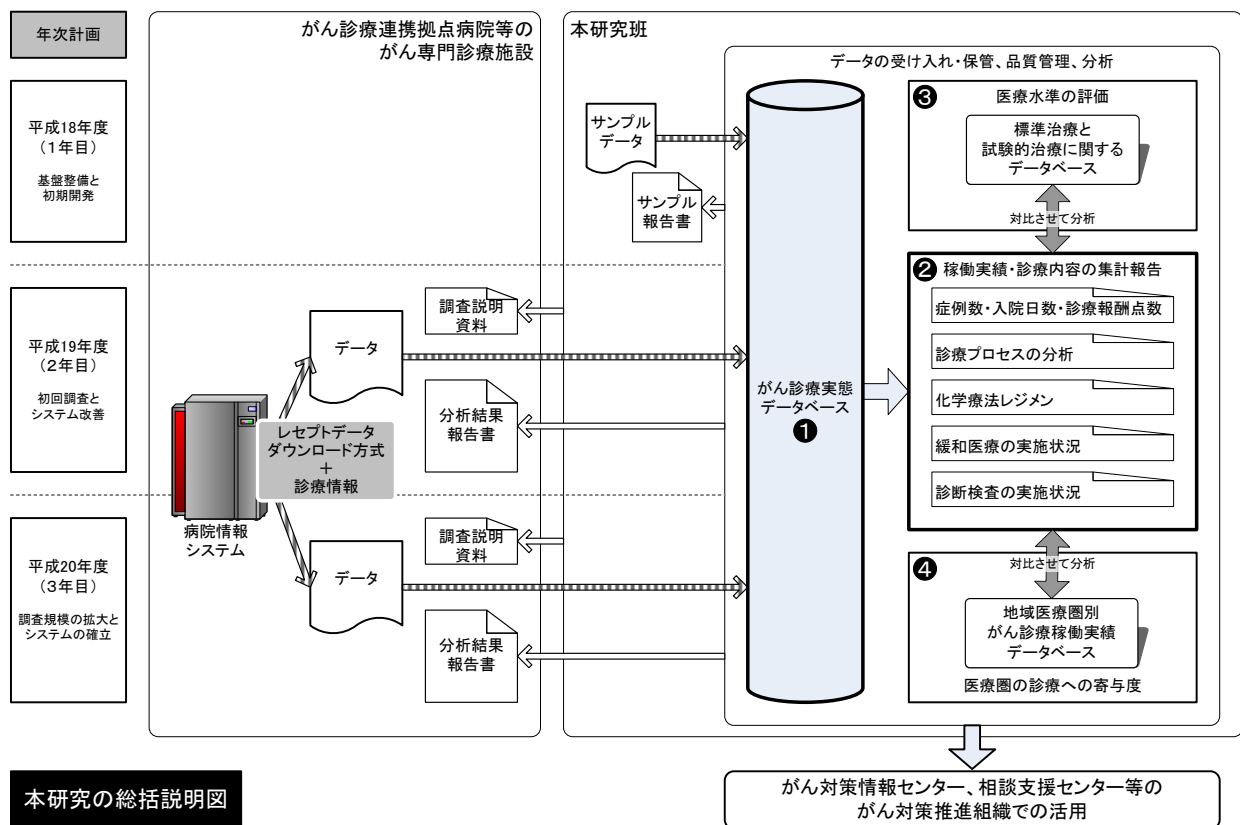 年次計画
がん診療連携拠点病院等の
がん専門診療施設
本研究班
データの受け入れ・保管、品質管理、分析
平成18年度
（1年目）
基盤整備と
初期開発
サンプル
データ
サンプル
報告書
❸
医療水準の評価
標準治療と
試験的治療に関する
データベース
対比させて分析
平成19年度
（2年目）
初回調査と
システム改善
調査説明
資料
データ
分析結果
報告書
レセプトデータ
ダウンロード方式
＋
診療情報
病院情報
システム
がん診療実態
データベース
❶
❷ 稼働実績・診療内容の集計報告
症例数・入院日数・診療報酬点数
診療プロセスの分析
化学療法レジメン
緩和医療の実施状況
診断検査の実施状況
平成20年度
（3年目）
調査規模の拡大と
システムの確立
調査説明
資料
データ
分析結果
報告書
❹
対比させて分析
地域医療圏別
がん診療稼働実績
データベース
医療圏の診療への寄与度
本研究の総括説明図
がん対策情報センター、相談支援センター等の
がん対策推進組織での活用